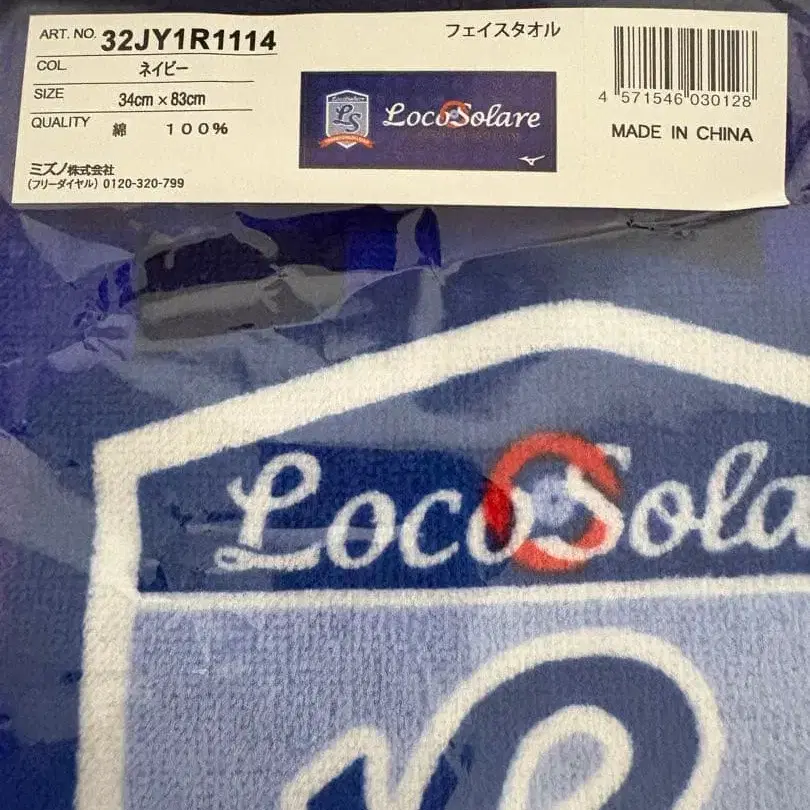 ART. NO. 32JY1R1114
COL ネイビー
SIZE 34cm×83cm
QUALITY 綿 100%
ミズノ株式会社
(フリーダイヤル) 0120-320-799
フェイスタオル
LocoSolare
LS
LocoSolare
4 571546 030128
MADE IN CHINA
LocoSola